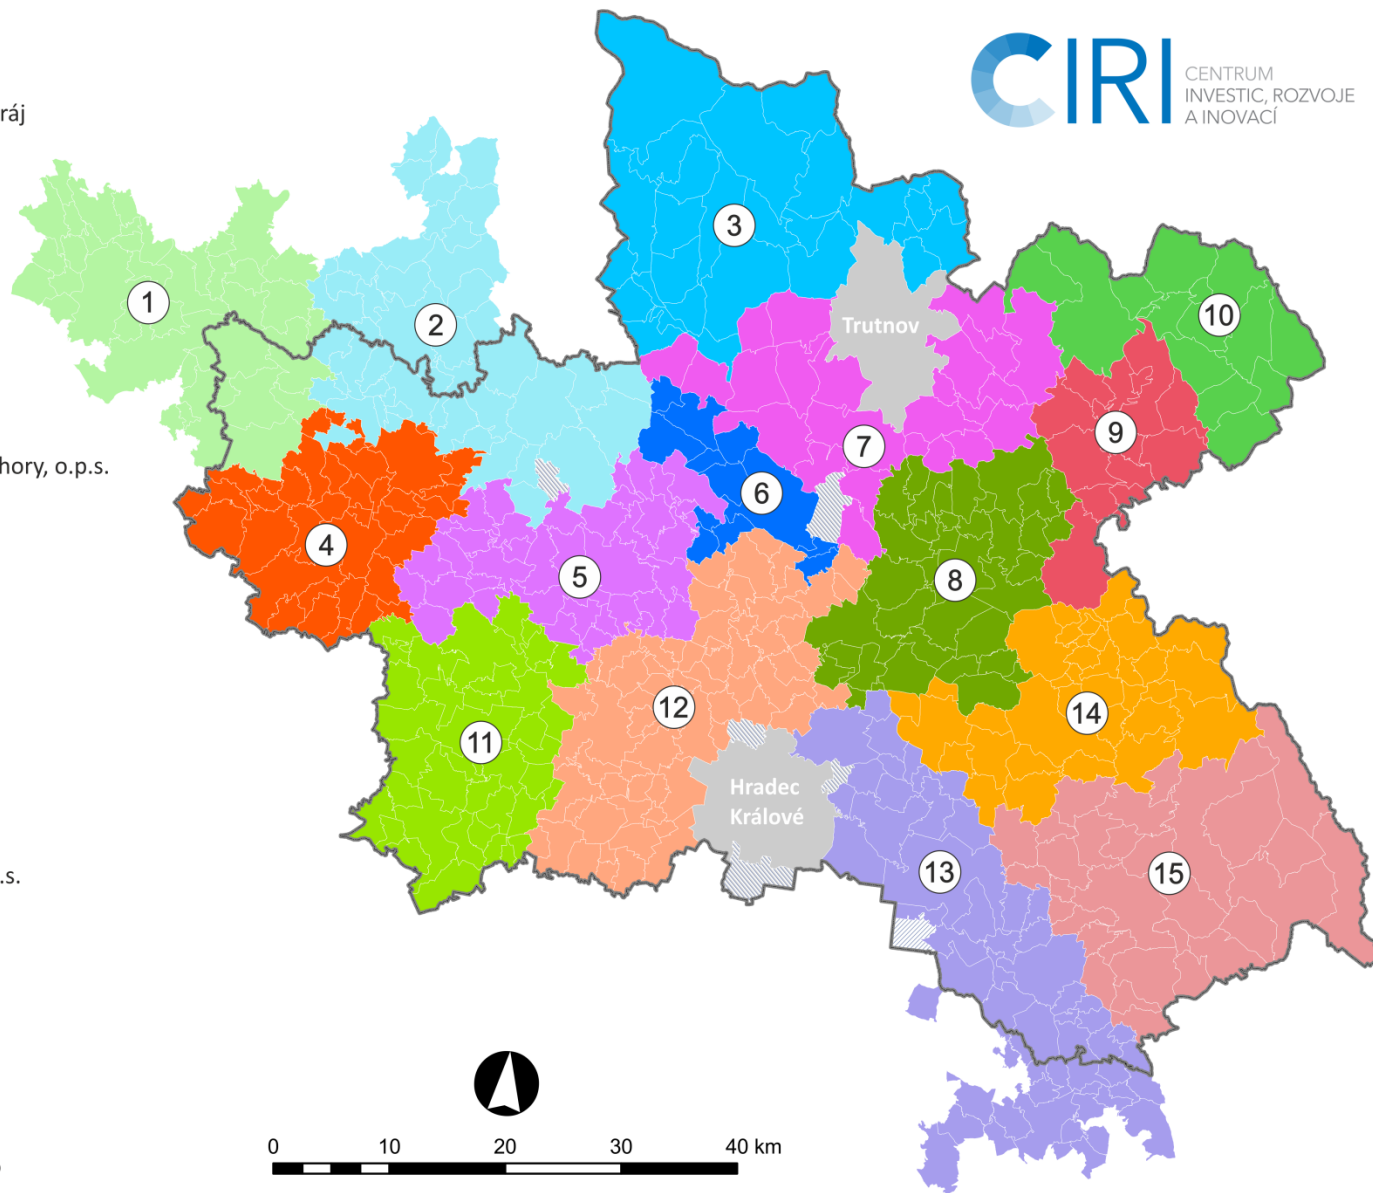 CIRI
CENTRUM
INVESTIC, ROZVOJE
A INOVACÍ
ráj
3
1
2
10
Trutnov
9
7
hory, o.p.s.
6
4
5
8
12
14
11
Hradec
Králové
13
15
.s.
0 10 20 30 40 km